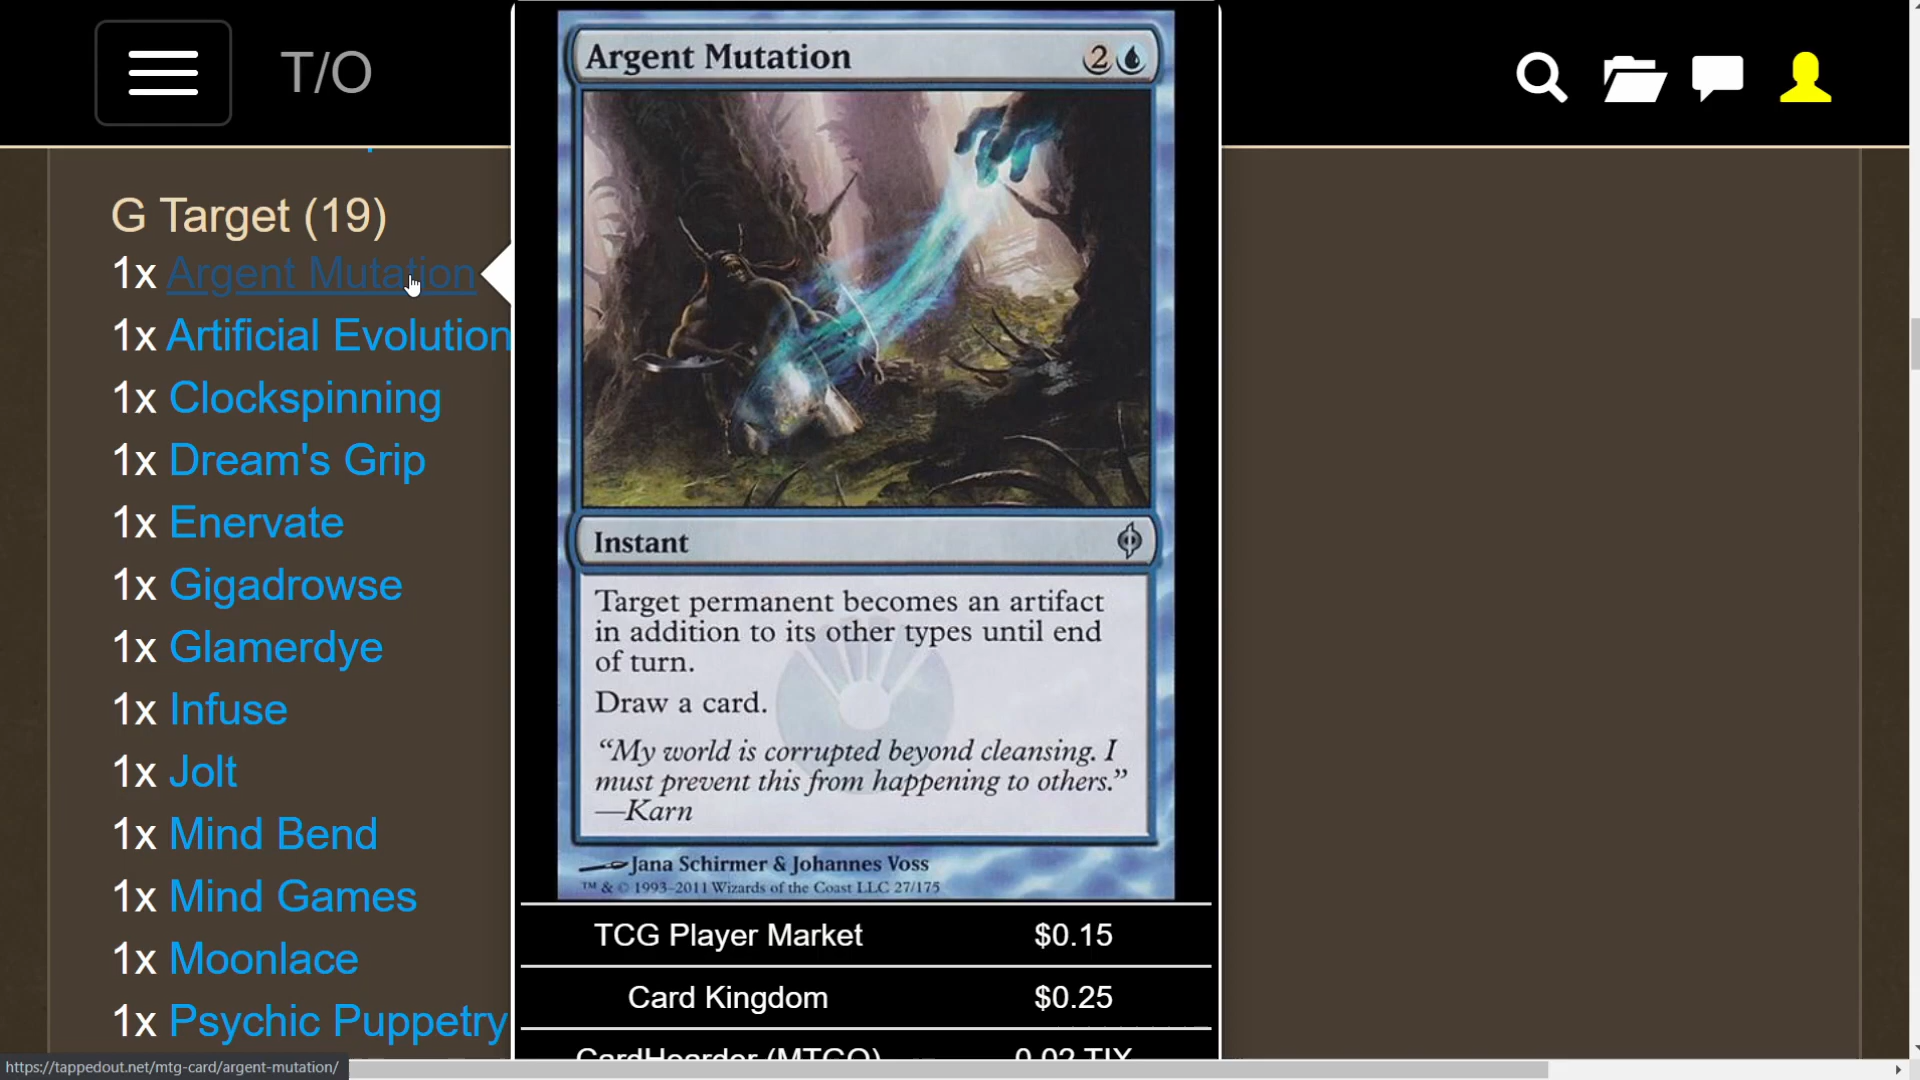 T/O
G Target (19)
1x Argent Mutation
1x Artificial Evolution
1x Clockspinning
1x Dream's Grip
1x Enervate
1x Gigadrowse
1x Glamerdye
1x Infuse
1x Jolt
1x Mind Bend
1x Mind Games
1x Moonlace
1x Psychic Puppetry
Argent Mutation 2
Instant
Target permanent becomes an artifact
in addition to its other types until end
of turn.
Draw a card.
“My world is corrupted beyond cleansing. I
must prevent this from happening to others.”
—Karn
Jana Schirmer & Johannes Voss
™ & © 1993–2011 Wizards of the Coast LLC 27/175
TCG Player Market $0.15
Card Kingdom $0.25
CardHoarder (MTGO) 0.02 TIX
https://tappedout.net/mtg-card/argent-mutation/